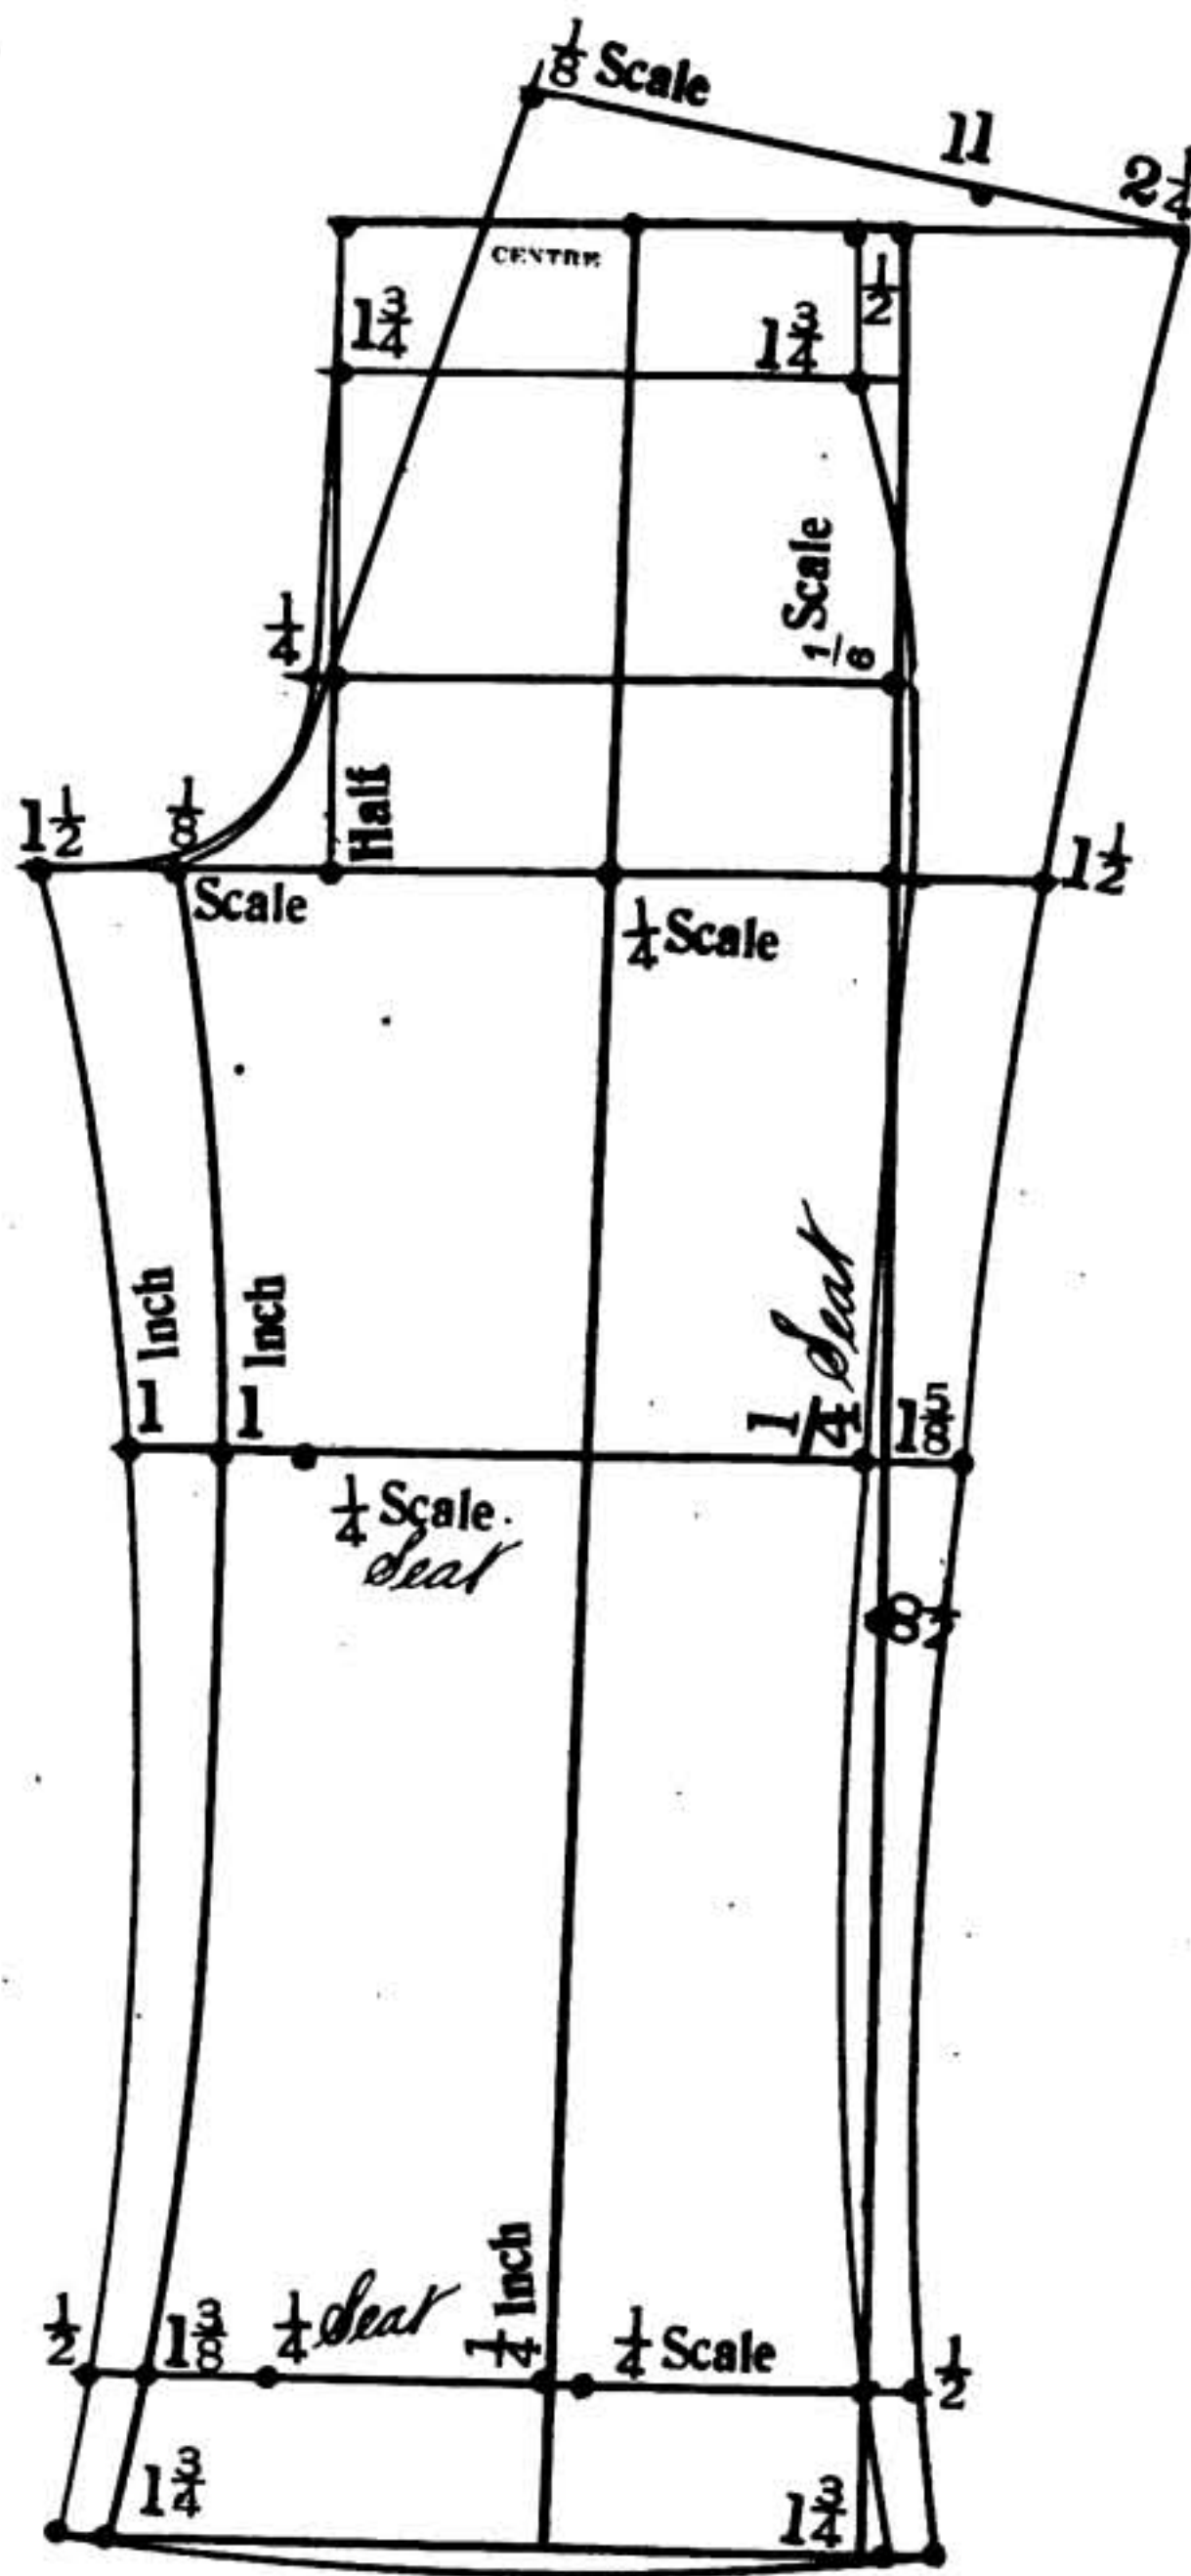 1/8 Scale
11
2 1/4
CENTRE
1/2
1 3/4
1 3/4
Scale
1/6
1/4
Half
1 1/2
1/8
Scale
1 1/2
1/4 Scale
1 Inch
1 Inch
1/4 Seat
1 5/8
1/4 Scale.
Seat
8 1/2
1/2
1 3/8
1/4 Seat
1/4 Inch
1/4 Scale
1/2
1 3/4
1 3/4